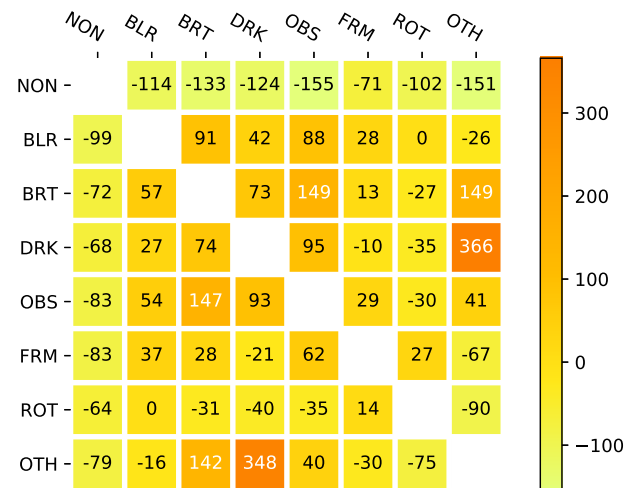 NON BLR BRT DRK OBS FRM ROT OTH
NON -114 -133 -124 -155 -71 -102 -151
BLR -99 91 42 88 28 0 -26
BRT -72 57 73 149 13 -27 149
DRK -68 27 74 95 -10 -35 366
OBS -83 54 147 93 29 -30 41
FRM -83 37 28 -21 62 27 -67
ROT -64 0 -31 -40 -35 14 -90
OTH -79 -16 142 348 40 -30 -75
300
200
100
0
−100